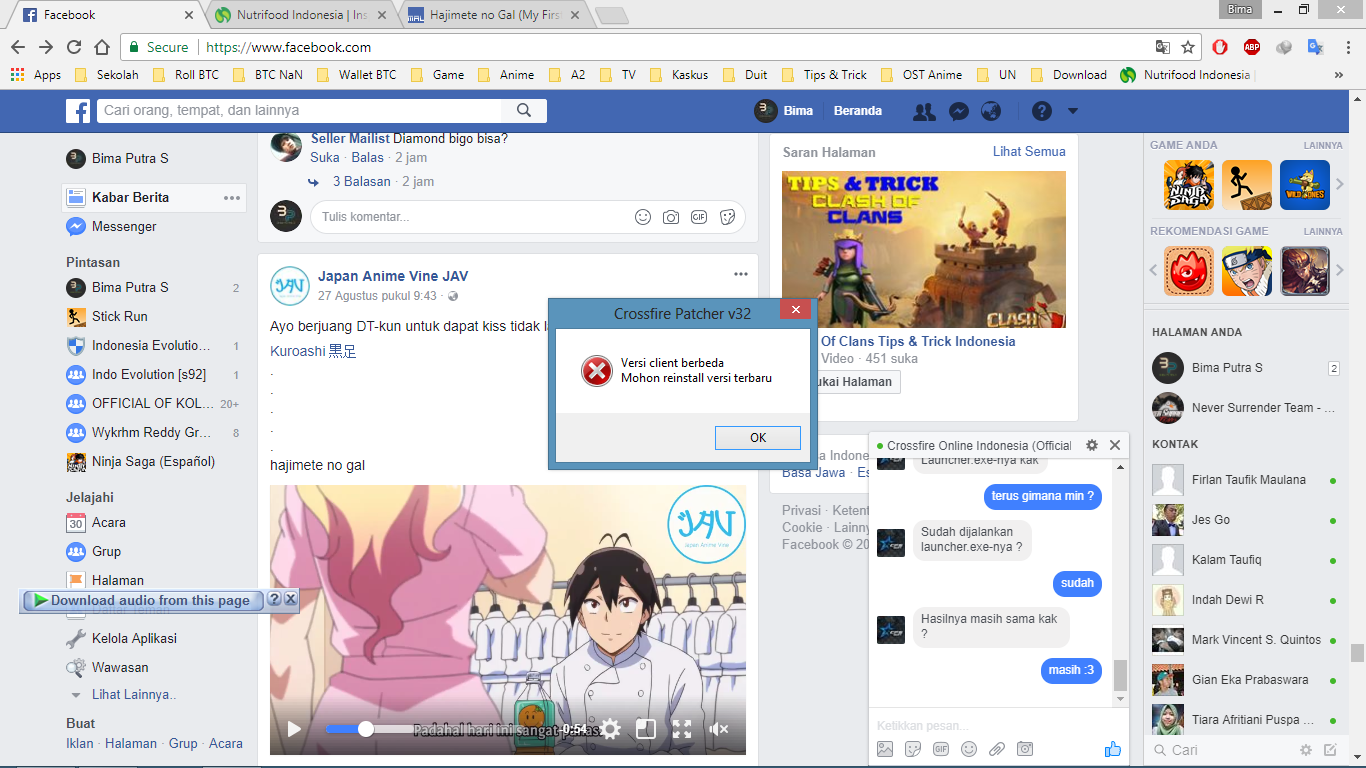 Facebook
Nutrifood Indonesia | Ins
Hajimete no Gal (My First
Bima
Secure
https://www.facebook.com
Apps
Sekolah
Roll BTC
BTC NaN
Wallet BTC
Game
Anime
A2
TV
Kaskus
Duit
Tips & Trick
OST Anime
UN
Download
Nutrifood Indonesia
Cari orang, tempat, dan lainnya
Bima
Beranda
Bima Putra S
Kabar Berita
Messenger
Pintasan
Bima Putra S 2
Stick Run
Indonesia Evolutio... 1
Indo Evolution [s92] 1
OFFICIAL OF KOL... 20+
Wykrhm Reddy Gr... 8
Ninja Saga (Español)
Jelajahi
30 Acara
Grup
Halaman
Download audio from this page
Kelola Aplikasi
Wawasan
Lihat Lainnya..
Buat
Iklan · Halaman · Grup · Acara
Seller Mailist Diamond bigo bisa?
Suka · Balas · 2 jam
3 Balasan · 2 jam
Tulis komentar...
GIF
Japan Anime Vine JAV
27 Agustus pukul 9:43
Ayo berjuang DT-kun untuk dapat kiss tidak
Kuroashi 黒足
.
.
.
.
.
hajimete no gal
JAV
Japan Anime Vine
Padahal hari ini sangat
-0:54
Crossfire Patcher v32
Versi client berbeda
Mohon reinstall versi terbaru
OK
Saran Halaman
Lihat Semua
TIPS & TRICK
CLASH OF
CLANS
Of Clans Tips & Trick Indonesia
Video · 451 suka
ukai Halaman
Indonesia
Basa Jawa
Privasi · Ketent
Cookie · Lainny
Facebook © 20
Crossfire Online Indonesia (Official
Launcher.exe-nya kak
terus gimana min ?
Sudah dijalankan
launcher.exe-nya ?
sudah
Hasilnya masih sama kak
?
masih :3
Ketikkan pesan...
GIF
GAME ANDA
LAINNYA
NINJA SAGA
WILD ONES
REKOMENDASI GAME
LAINNYA
HALAMAN ANDA
Bima Putra S 2
Never Surrender Team - ...
KONTAK
Firlan Taufik Maulana
Jes Go
Kalam Taufiq
Indah Dewi R
Mark Vincent S. Quintos
Gian Eka Prabaswara
Tiara Afritiani Puspa ...
Cari